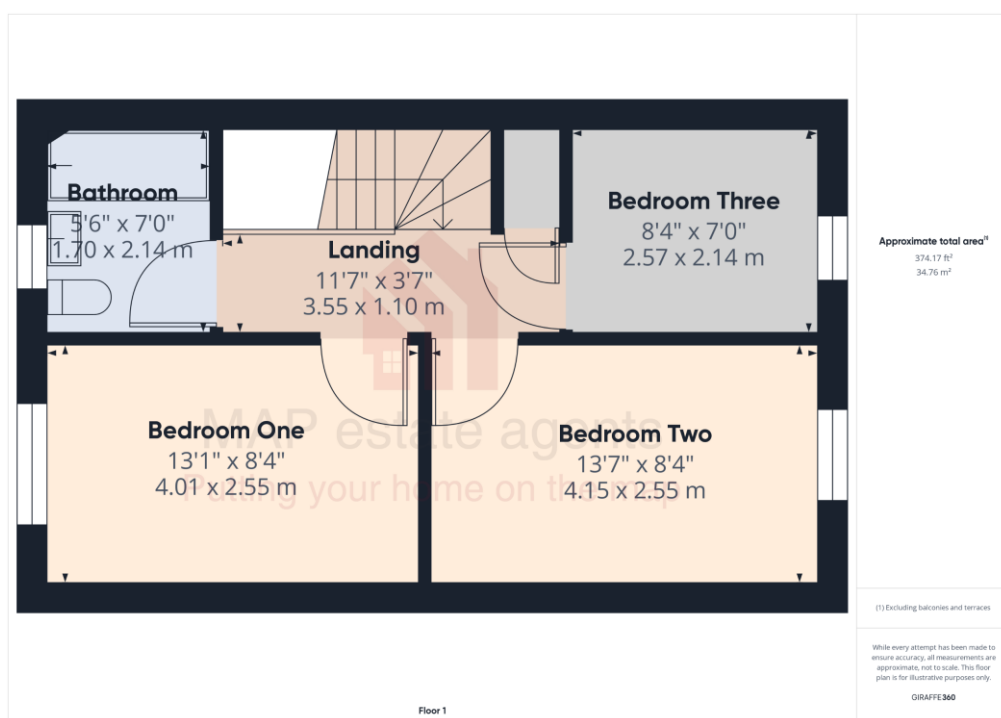 Bathroom
5'6" x 7'0"
1.70 x 2.14 m
Landing
11'7" x 3'7"
3.55 x 1.10 m
Bedroom Three
8'4" x 7'0"
2.57 x 2.14 m
Bedroom One
13'1" x 8'4"
4.01 x 2.55 m
Bedroom Two
13'7" x 8'4"
4.15 x 2.55 m
MAP estate agents
Putting your home on the map
Floor 1
Approximate total area(1)
374.17 ft²
34.76 m²
(1) Excluding balconies and terraces
While every attempt has been made to
ensure accuracy, all measurements are
approximate, not to scale. This floor
plan is for illustrative purposes only.
GIRAFFE360